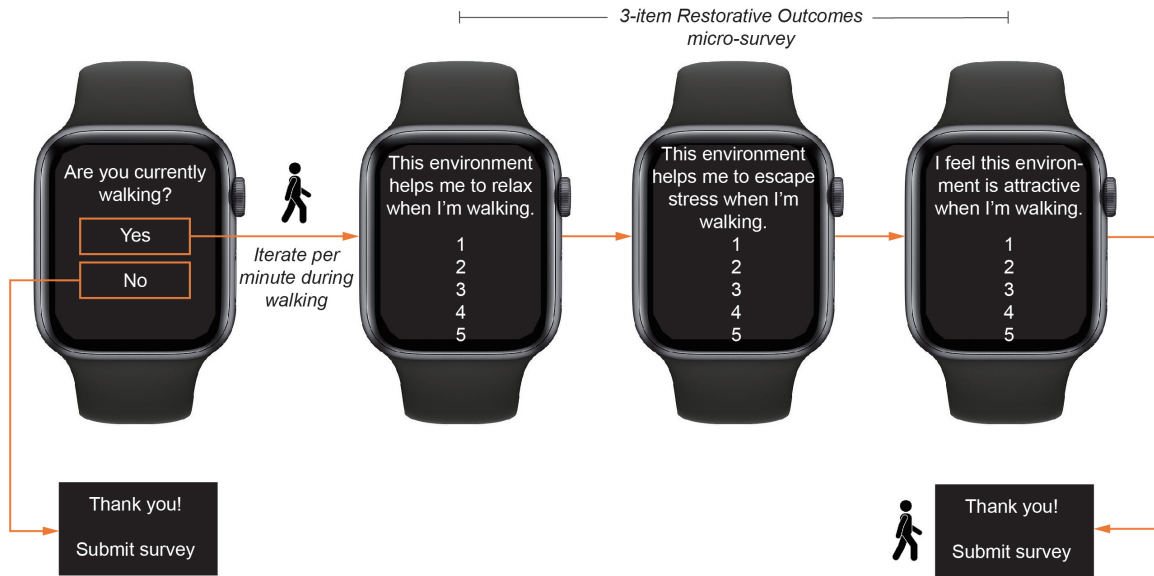 3-item Restorative Outcomes
micro-survey
Are you currently
walking?
Yes
No
Iterate per
minute during
walking
This environment
helps me to relax
when I'm walking.
1
2
3
4
5
This environment
helps me to escape
stress when I'm
walking.
1
2
3
4
5
I feel this environ-
ment is attractive
when I'm walking.
1
2
3
4
5
Thank you!
Submit survey
Thank you!
Submit survey